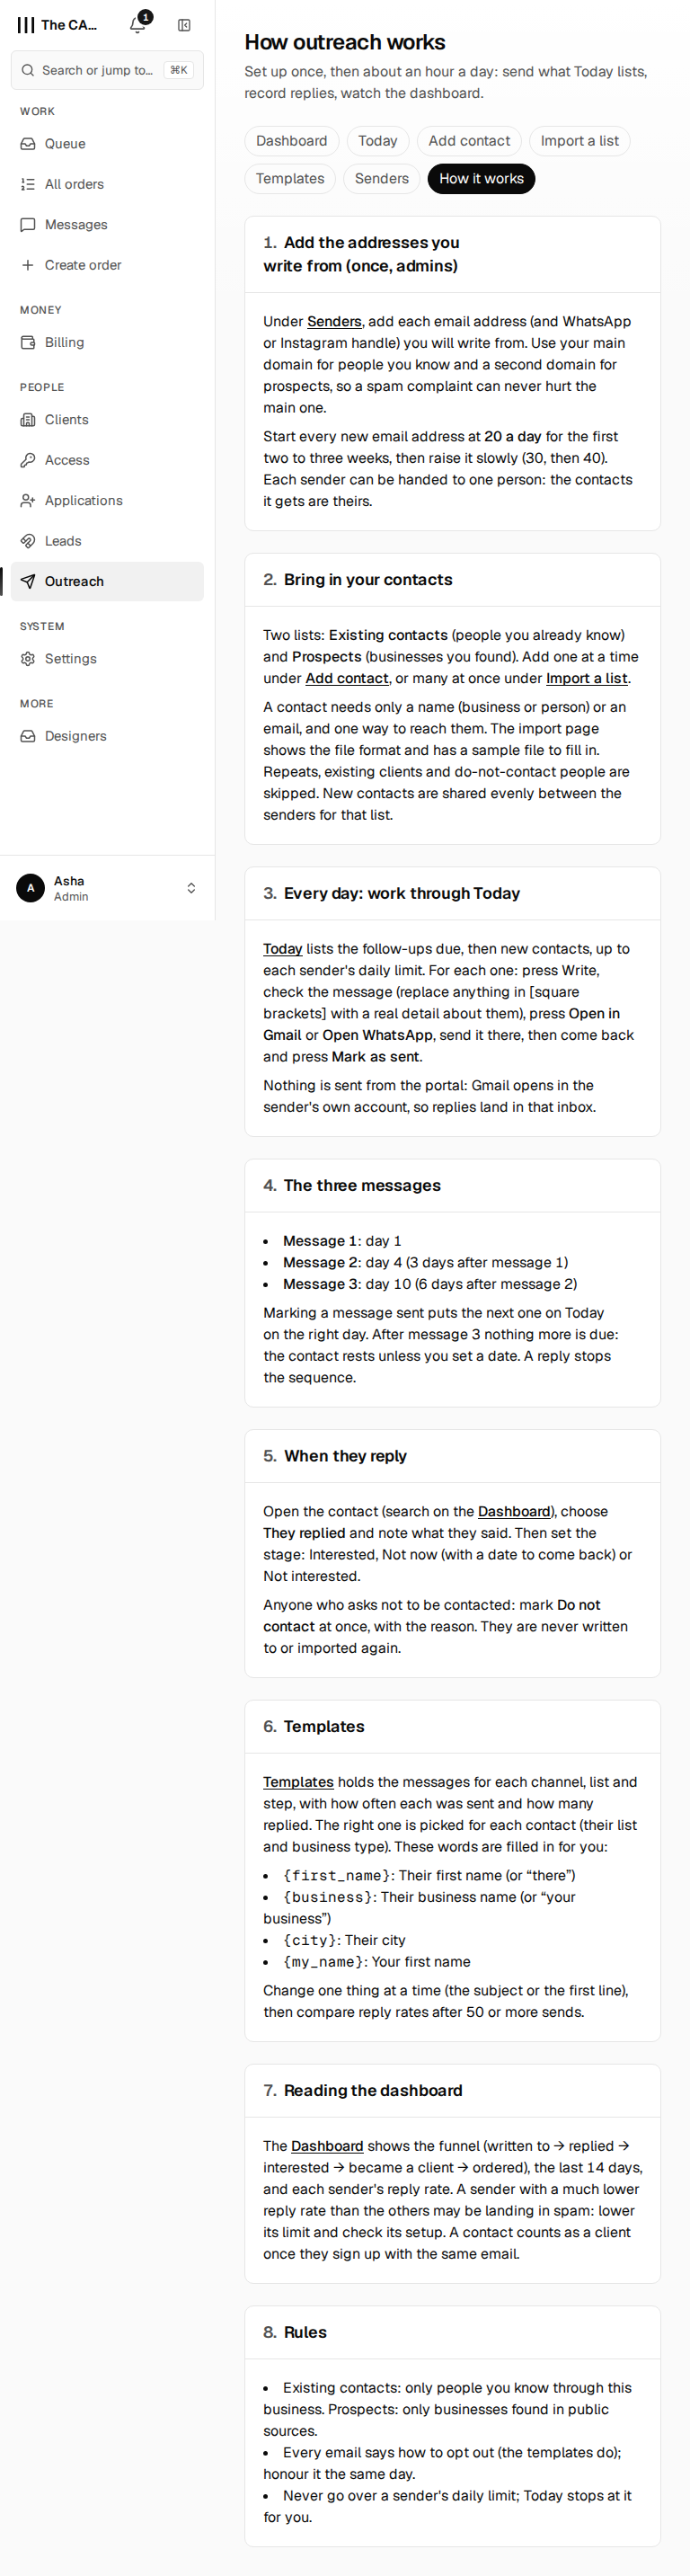 The CA...
1
Search or jump to...
⌘K
WORK
Queue
All orders
Messages
Create order
MONEY
Billing
PEOPLE
Clients
Access
Applications
Leads
Outreach
SYSTEM
Settings
MORE
Designers
A
Asha
Admin
How outreach works
Set up once, then about an hour a day: send what Today lists,
record replies, watch the dashboard.
Dashboard
Today
Add contact
Import a list
Templates
Senders
How it works
1. Add the addresses you
write from (once, admins)
Under Senders, add each email address (and WhatsApp
or Instagram handle) you will write from. Use your main
domain for people you know and a second domain for
prospects, so a spam complaint can never hurt the
main one.
Start every new email address at 20 a day for the first
two to three weeks, then raise it slowly (30, then 40).
Each sender can be handed to one person: the contacts
it gets are theirs.
2. Bring in your contacts
Two lists: Existing contacts (people you already know)
and Prospects (businesses you found). Add one at a time
under Add contact, or many at once under Import a list.
A contact needs only a name (business or person) or an
email, and one way to reach them. The import page
shows the file format and has a sample file to fill in.
Repeats, existing clients and do-not-contact people are
skipped. New contacts are shared evenly between the
senders for that list.
3. Every day: work through Today
Today lists the follow-ups due, then new contacts, up to
each sender's daily limit. For each one: press Write,
check the message (replace anything in [square
brackets] with a real detail about them), press Open in
Gmail or Open WhatsApp, send it there, then come back
and press Mark as sent.
Nothing is sent from the portal: Gmail opens in the
sender's own account, so replies land in that inbox.
4. The three messages
• Message 1: day 1
• Message 2: day 4 (3 days after message 1)
• Message 3: day 10 (6 days after message 2)
Marking a message sent puts the next one on Today
on the right day. After message 3 nothing more is due:
the contact rests unless you set a date. A reply stops
the sequence.
5. When they reply
Open the contact (search on the Dashboard), choose
They replied and note what they said. Then set the
stage: Interested, Not now (with a date to come back) or
Not interested.
Anyone who asks not to be contacted: mark Do not
contact at once, with the reason. They are never written
to or imported again.
6. Templates
Templates holds the messages for each channel, list and
step, with how often each was sent and how many
replied. The right one is picked for each contact (their list
and business type). These words are filled in for you:
• {first_name}: Their first name (or “there”)
• {business}: Their business name (or “your
business”)
• {city}: Their city
• {my_name}: Your first name
Change one thing at a time (the subject or the first line),
then compare reply rates after 50 or more sends.
7. Reading the dashboard
The Dashboard shows the funnel (written to → replied →
interested → became a client → ordered), the last 14 days,
and each sender's reply rate. A sender with a much lower
reply rate than the others may be landing in spam: lower
its limit and check its setup. A contact counts as a client
once they sign up with the same email.
8. Rules
• Existing contacts: only people you know through this
business. Prospects: only businesses found in public
sources.
• Every email says how to opt out (the templates do);
honour it the same day.
• Never go over a sender's daily limit; Today stops at it
for you.